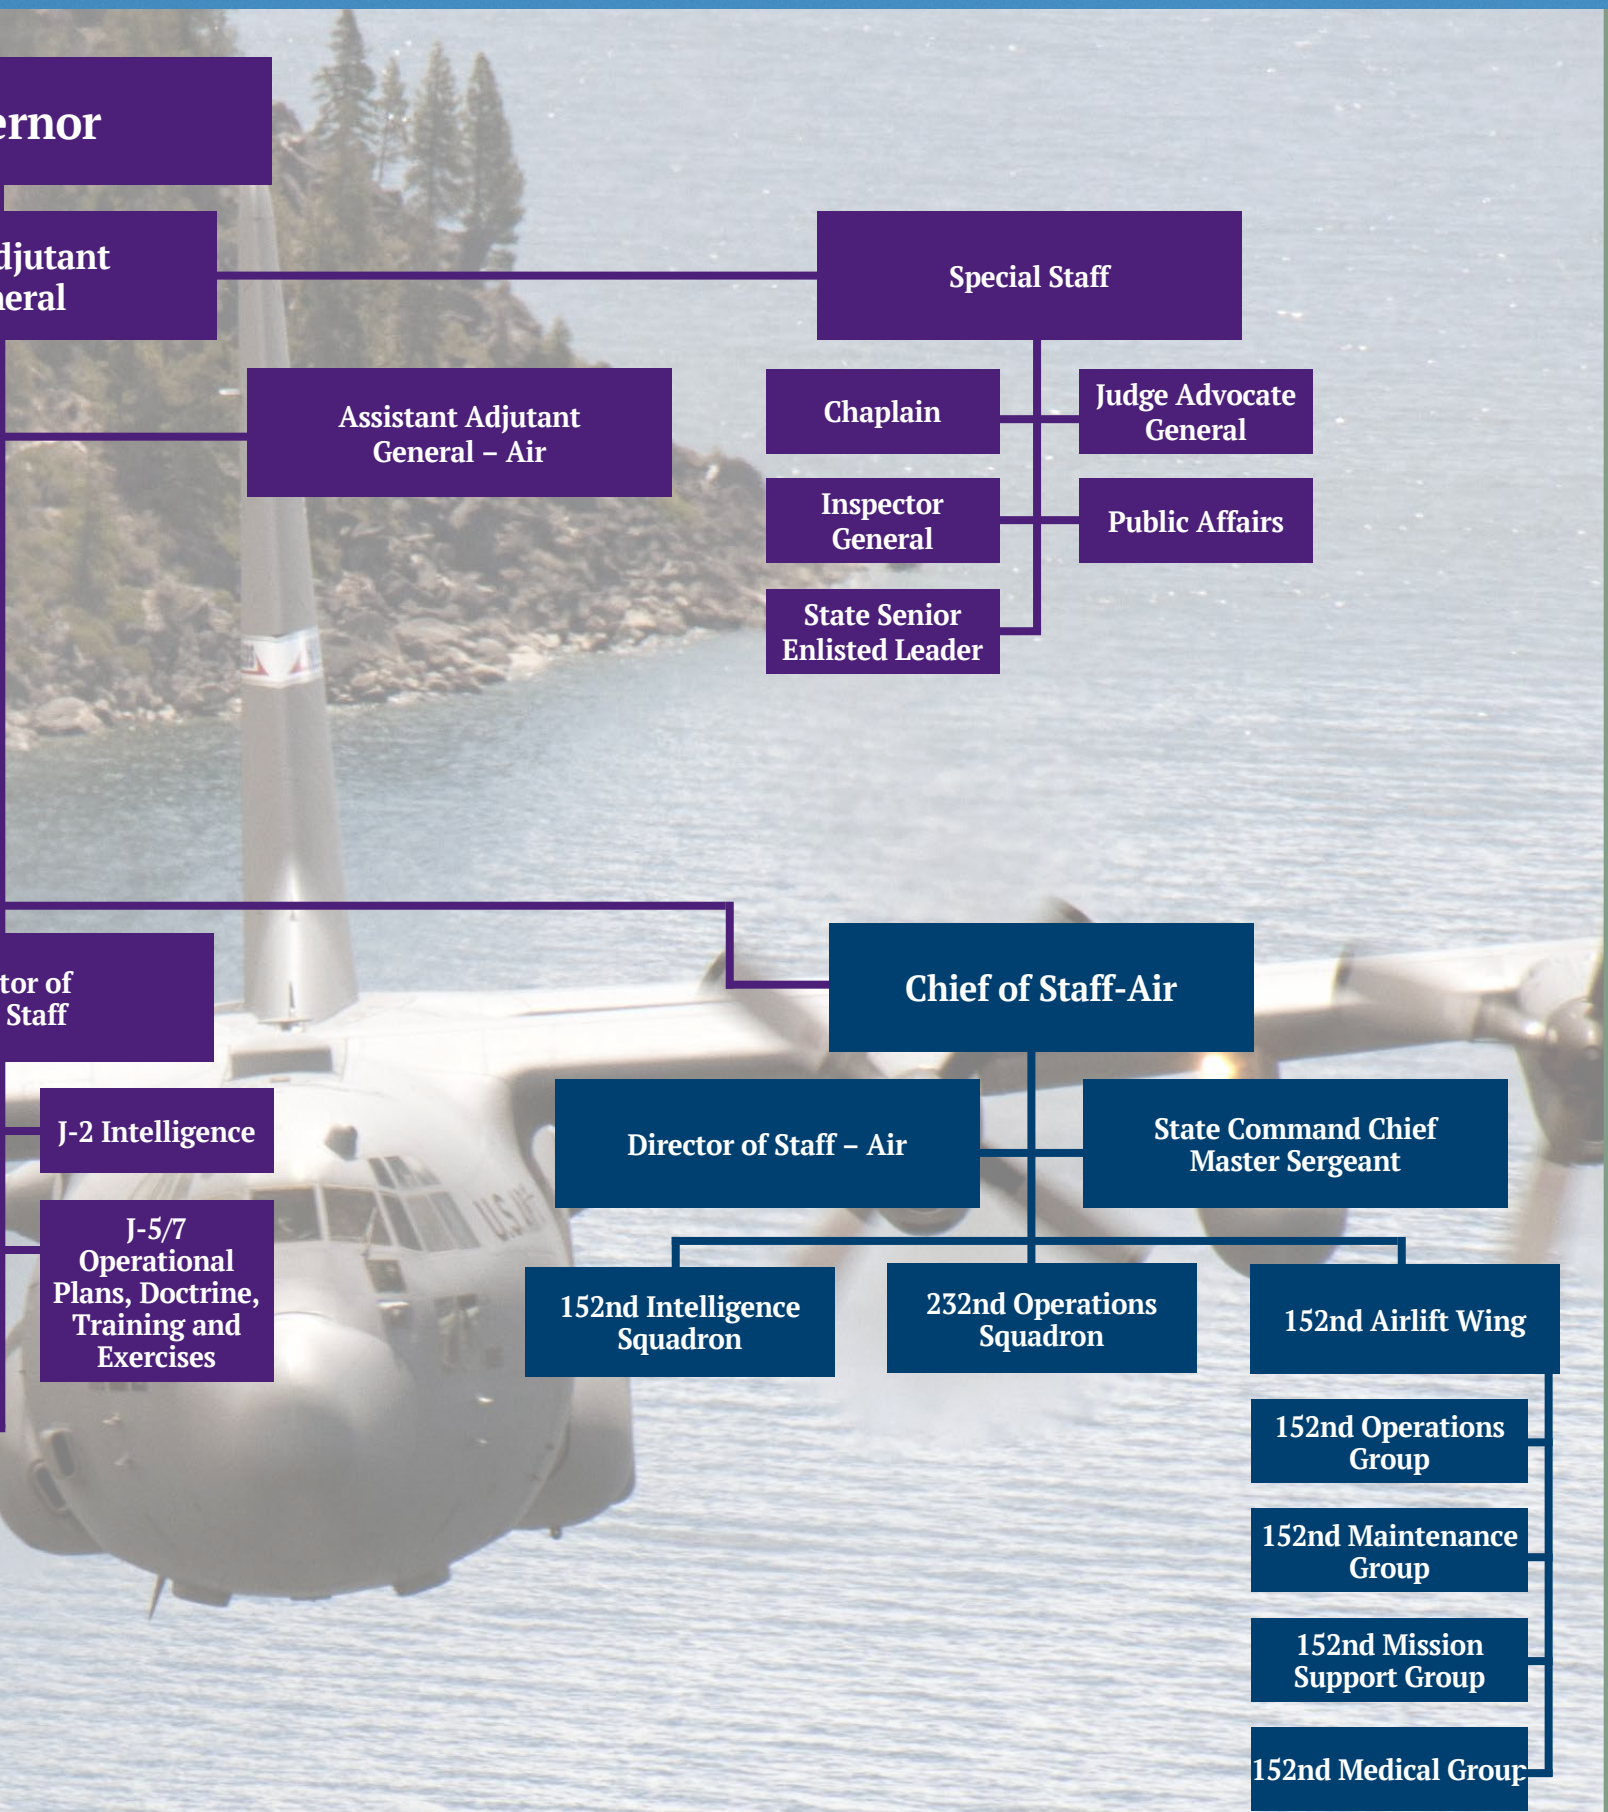 ernor
djutant
neral
Special Staff
Assistant Adjutant
General – Air
Chaplain
Judge Advocate
General
Inspector
General
Public Affairs
State Senior
Enlisted Leader
tor of
Staff
Chief of Staff-Air
J-2 Intelligence
J-5/7
Operational
Plans, Doctrine,
Training and
Exercises
Director of Staff – Air
State Command Chief
Master Sergeant
152nd Intelligence
Squadron
232nd Operations
Squadron
152nd Airlift Wing
152nd Operations
Group
152nd Maintenance
Group
152nd Mission
Support Group
152nd Medical Group